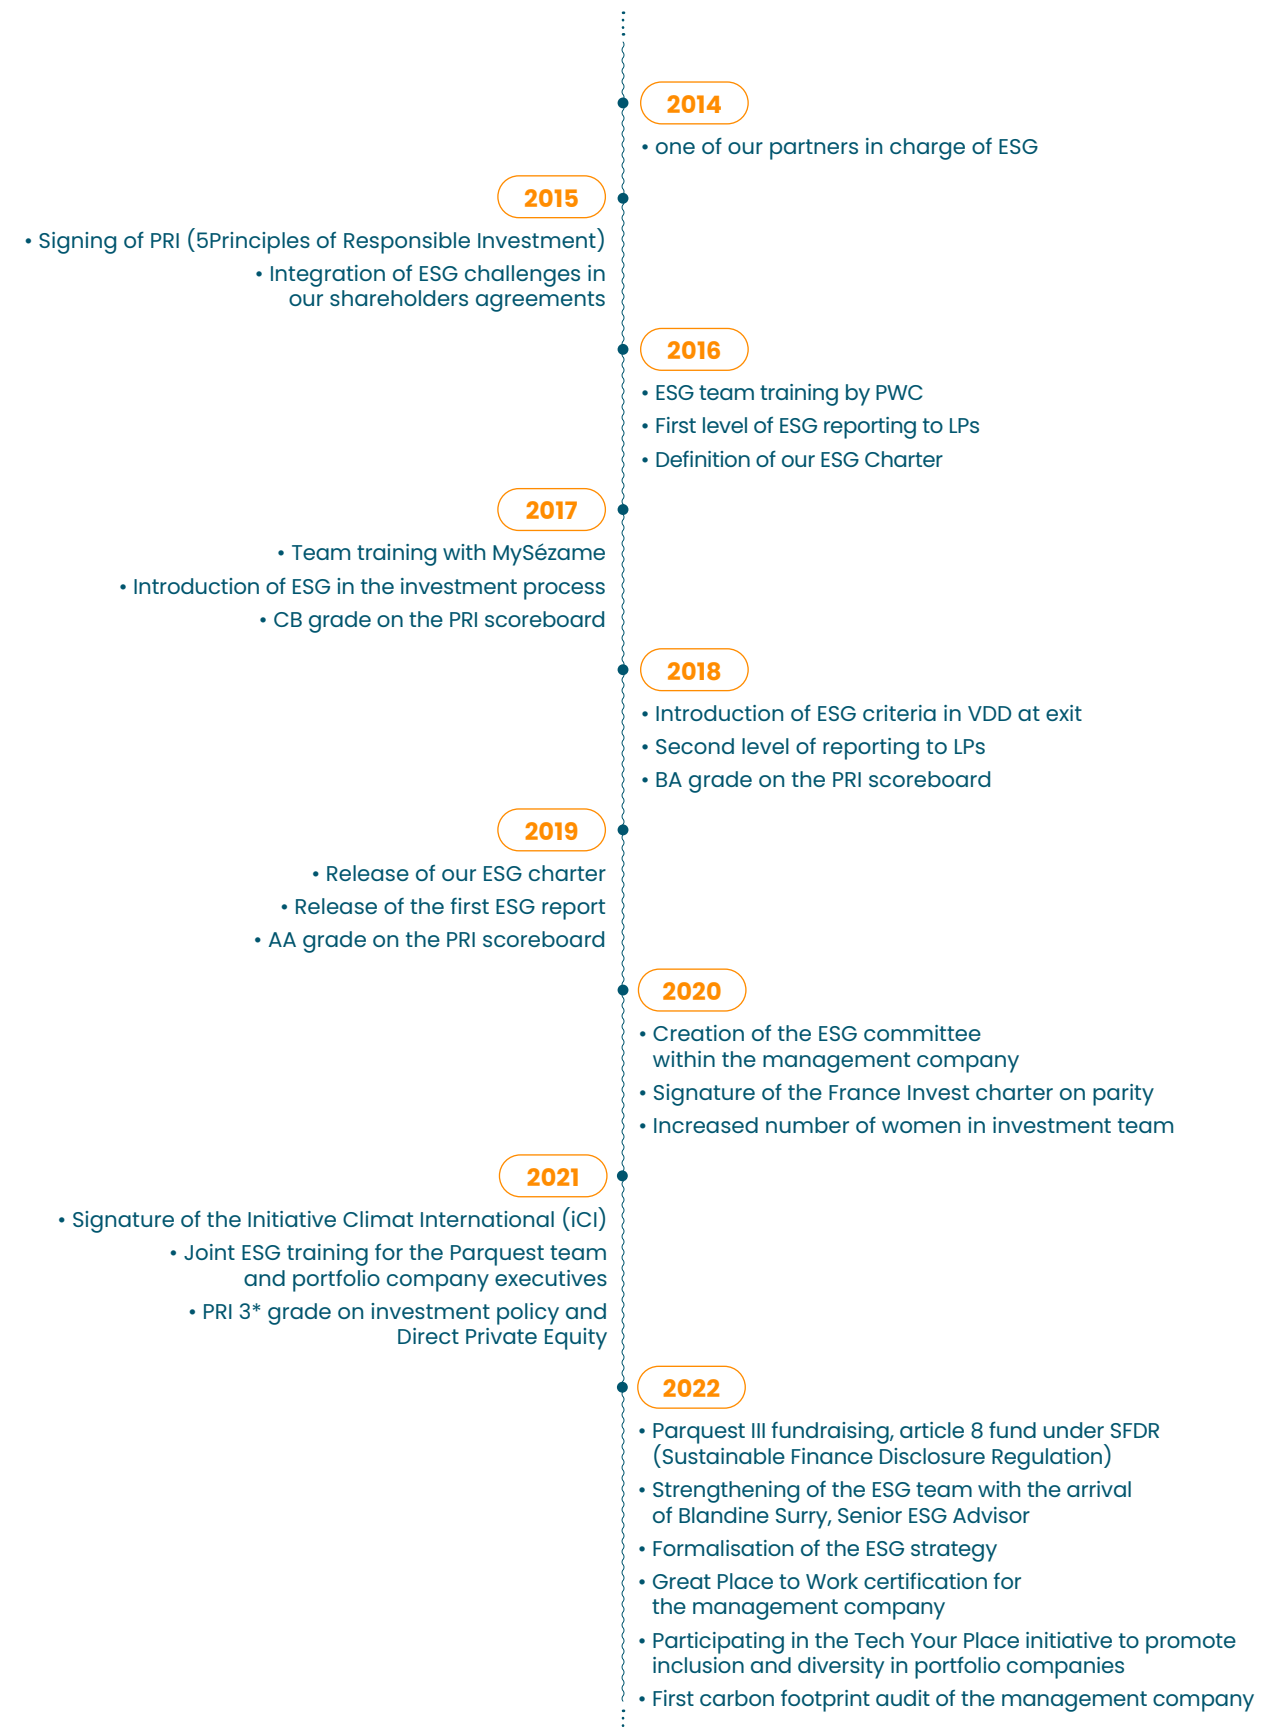 2014
• one of our partners in charge of ESG
2015
• Signing of PRI (5Principles of Responsible Investment)
• Integration of ESG challenges in
our shareholders agreements
2016
• ESG team training by PWC
• First level of ESG reporting to LPs
• Definition of our ESG Charter
2017
• Team training with MySézame
• Introduction of ESG in the investment process
• CB grade on the PRI scoreboard
2018
• Introduction of ESG criteria in VDD at exit
• Second level of reporting to LPs
• BA grade on the PRI scoreboard
2019
• Release of our ESG charter
• Release of the first ESG report
• AA grade on the PRI scoreboard
2020
• Creation of the ESG committee
within the management company
• Signature of the France Invest charter on parity
• Increased number of women in investment team
2021
• Signature of the Initiative Climat International (iCI)
• Joint ESG training for the Parquest team
and portfolio company executives
• PRI 3* grade on investment policy and
Direct Private Equity
2022
• Parquest III fundraising, article 8 fund under SFDR
(Sustainable Finance Disclosure Regulation)
• Strengthening of the ESG team with the arrival
of Blandine Surry, Senior ESG Advisor
• Formalisation of the ESG strategy
• Great Place to Work certification for
the management company
• Participating in the Tech Your Place initiative to promote
inclusion and diversity in portfolio companies
• First carbon footprint audit of the management company